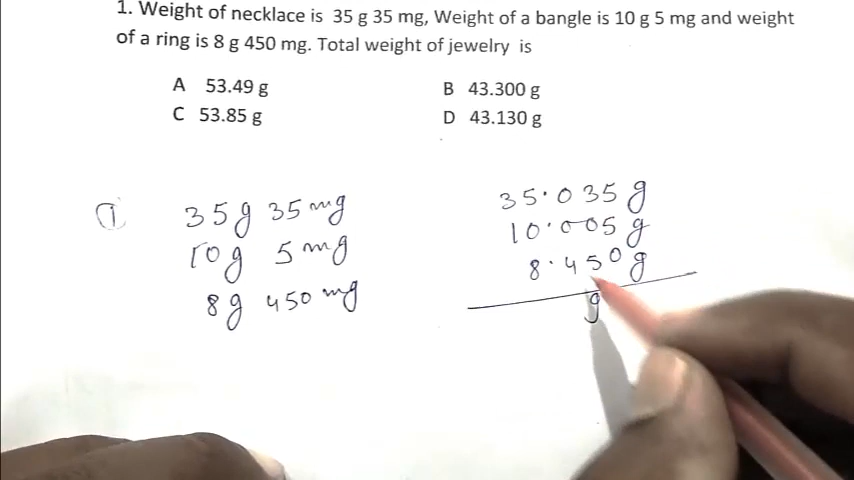 1. Weight of necklace is 35 g 35 mg, Weight of a bangle is 10 g 5 mg and weight
of a ring is 8 g 450 mg. Total weight of jewelry is
A 53.49 g
B 43.300 g
C 53.85 g
D 43.130 g
1
35g 35mg
10g 5mg
8g 450 mg
35.035 g
10.005 g
8.450 g
g